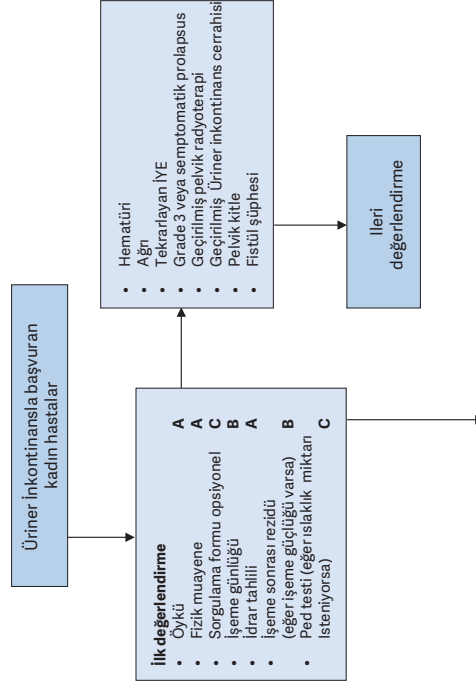 Üriner İnkontinansla başvuran
kadın hastalar
İlk değerlendirme
• Öykü A
• Fizik muayene A
• Sorgulama formu opsiyonel C
• İşeme günlüğü B
• İdrar tahlili A
• İşeme sonrası rezidü
(eğer işeme güçlüğü varsa) B
• Ped testi (eğer ıslaklık miktarı
Isteniyorsa) C
• Hematüri
• Ağrı
• Tekrarlayan İYE
• Grade 3 veya semptomatik prolapsus
• Geçirilmiş pelvik radyoterapi
• Geçirilmiş Üriner inkontinans cerrahisi
• Pelvik kitle
• Fistül şüphesi
Ileri
değerlendirme